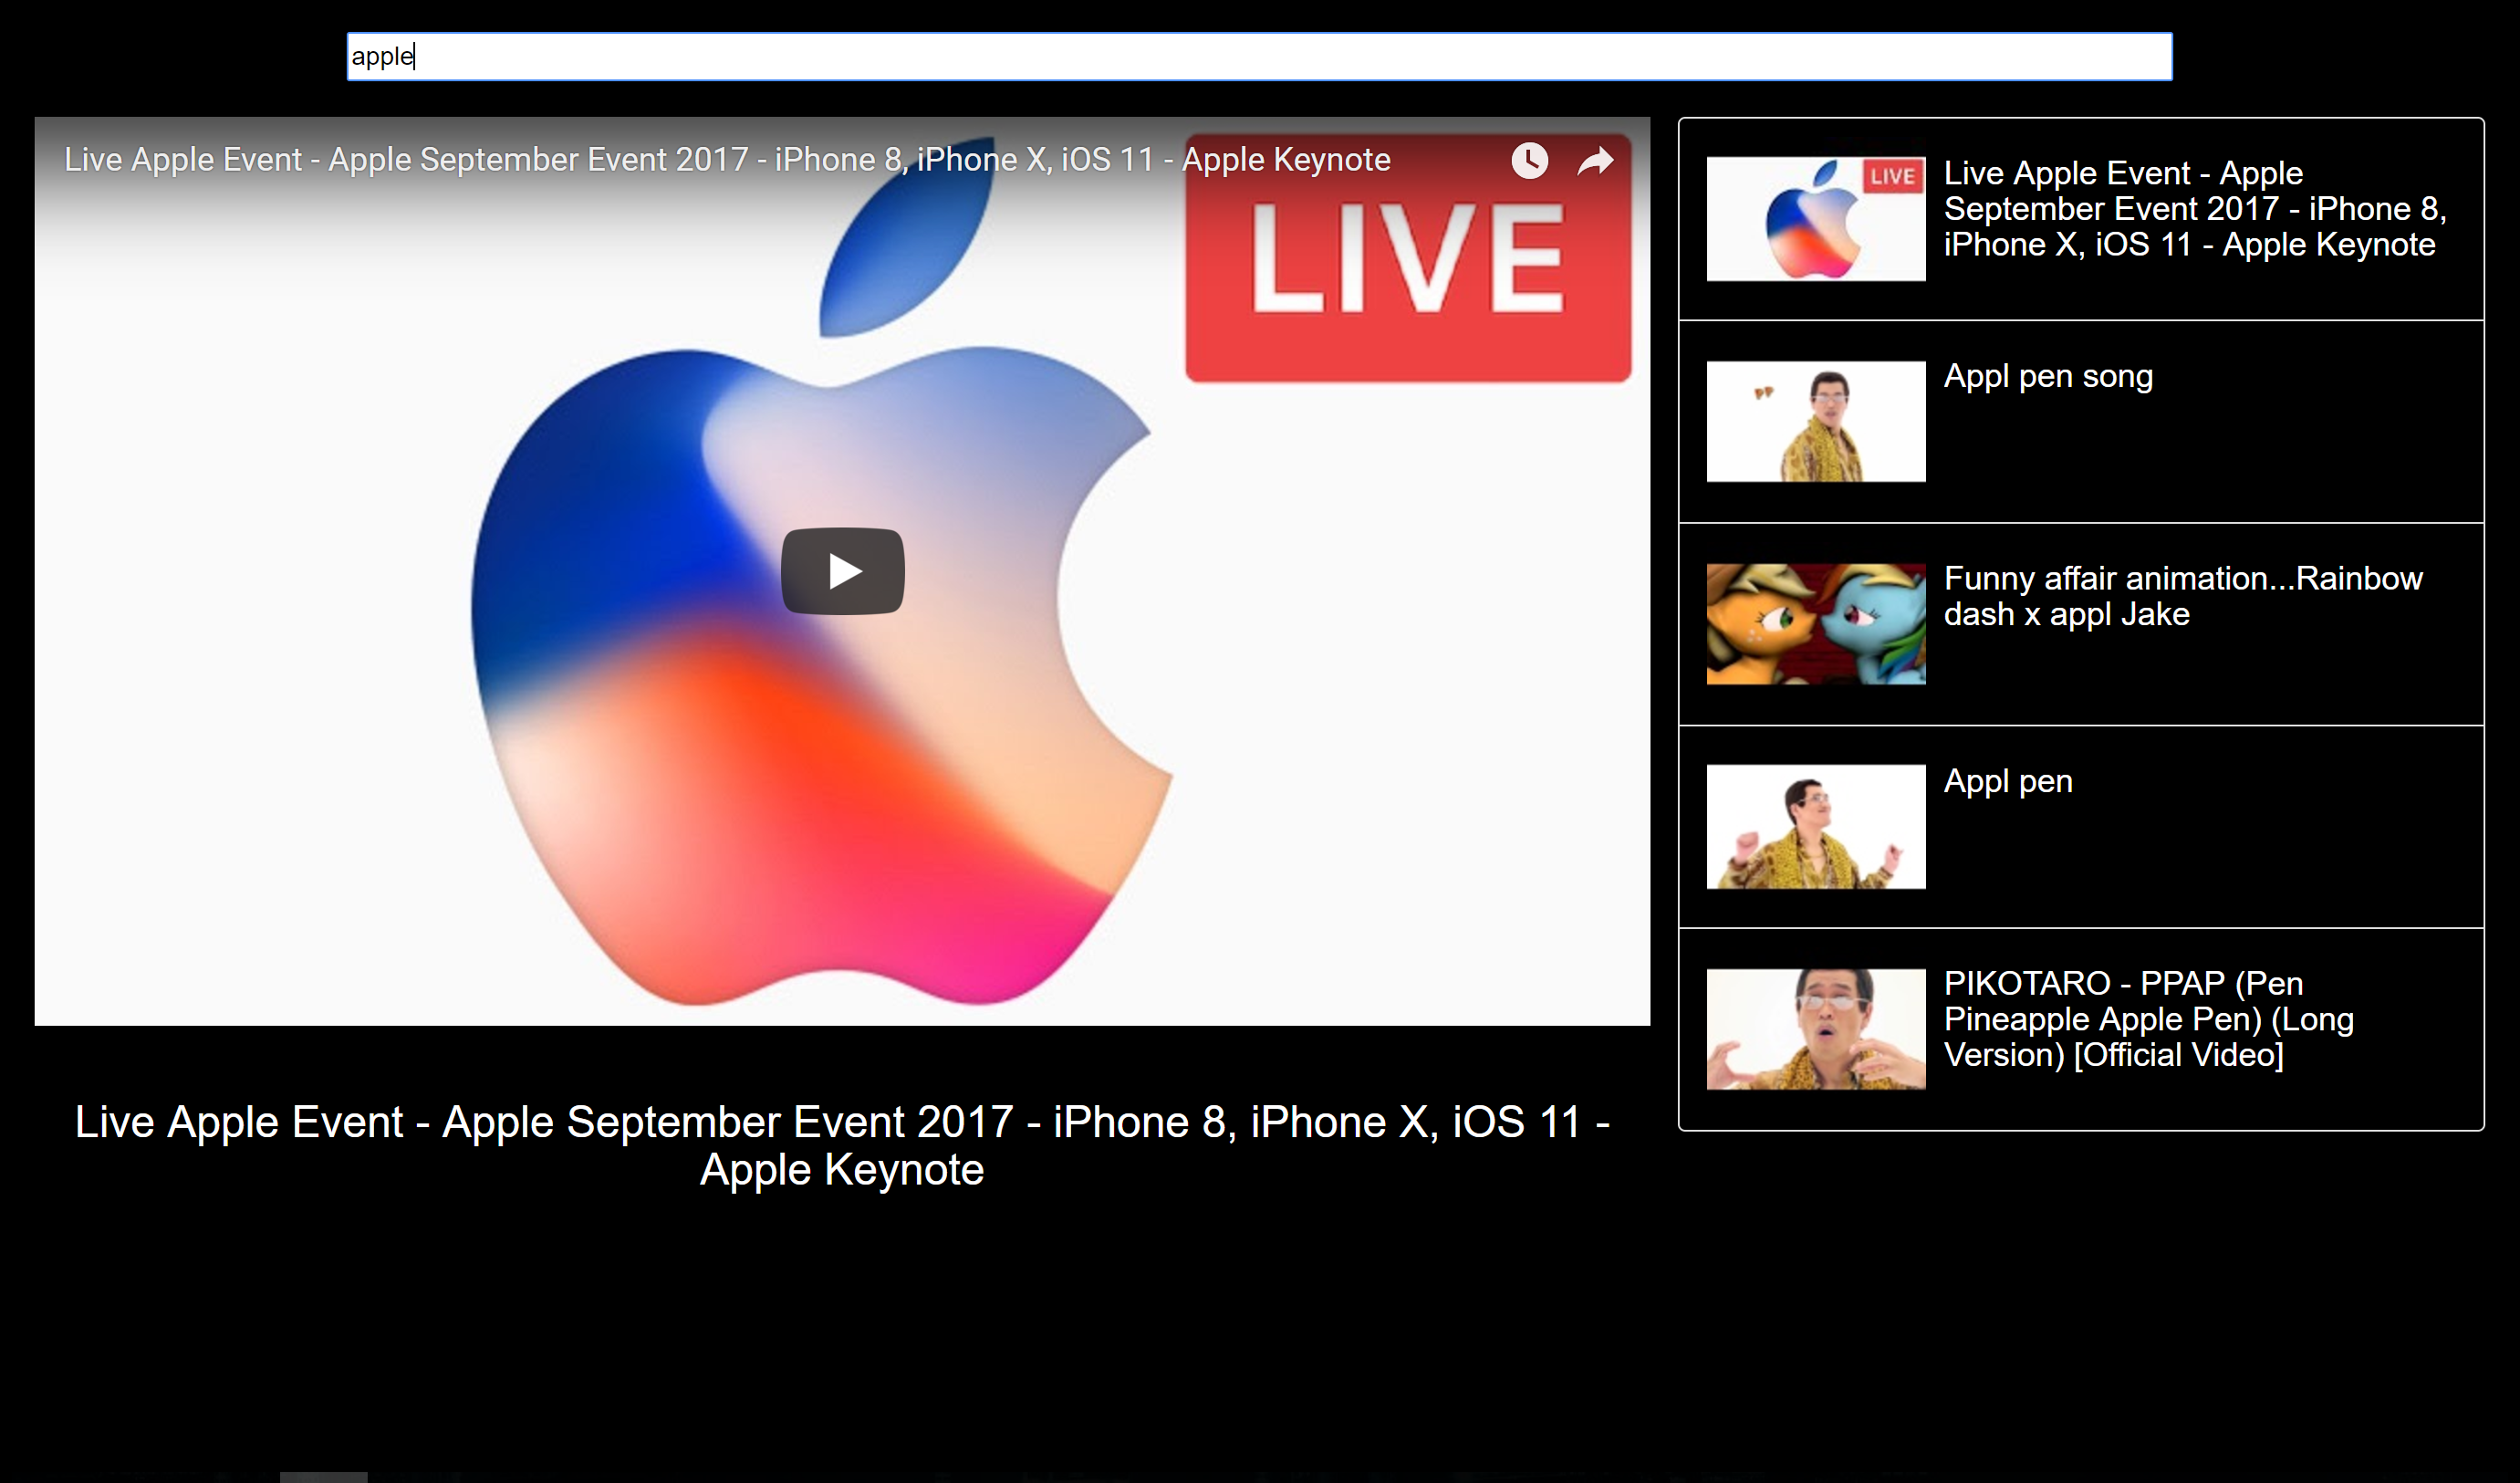 apple
Live Apple Event - Apple September Event 2017 - iPhone 8, iPhone X, iOS 11 - Apple Keynote
LIVE
Live Apple Event - Apple September Event 2017 - iPhone 8, iPhone X, iOS 11 -
Apple Keynote
LIVE
Live Apple Event - Apple
September Event 2017 - iPhone 8,
iPhone X, iOS 11 - Apple Keynote
Appl pen song
PP
Funny affair animation...Rainbow
dash x appl Jake
Appl pen
PIKOTARO - PPAP (Pen
Pineapple Apple Pen) (Long
Version) [Official Video]